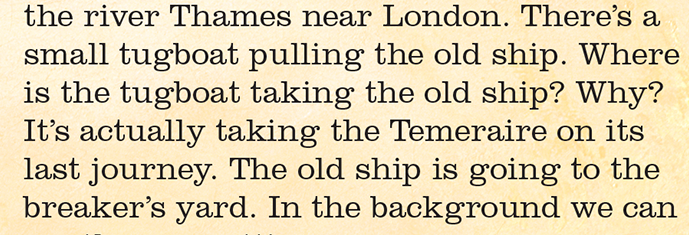 the river Thames near London. There's a
small tugboat pulling the old ship. Where
is the tugboat taking the old ship? Why?
It's actually taking the Temeraire on its
last journey. The old ship is going to the
breaker's yard. In the background we can